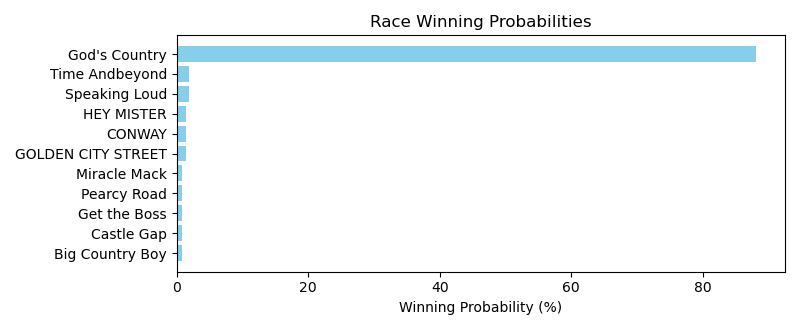 Race Winning Probabilities
God's Country
Time Andbeyond
Speaking Loud
HEY MISTER
CONWAY
GOLDEN CITY STREET
Miracle Mack
Pearcy Road
Get the Boss
Castle Gap
Big Country Boy
0 20 40 60 80
Winning Probability (%)